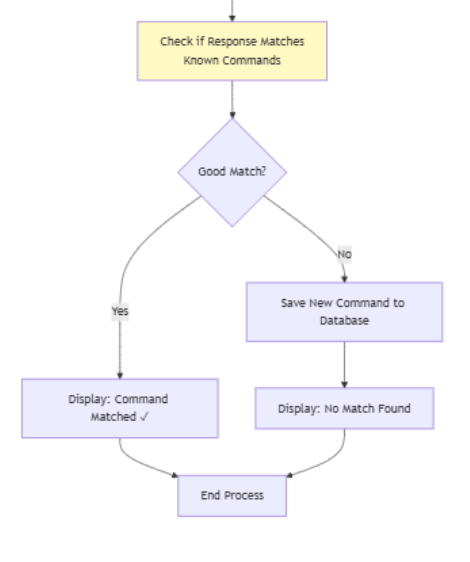 Check if Response Matches
Known Commands
Good Match?
No
Yes
Save New Command to
Database
Display: Command
Matched ✓
Display: No Match Found
End Process